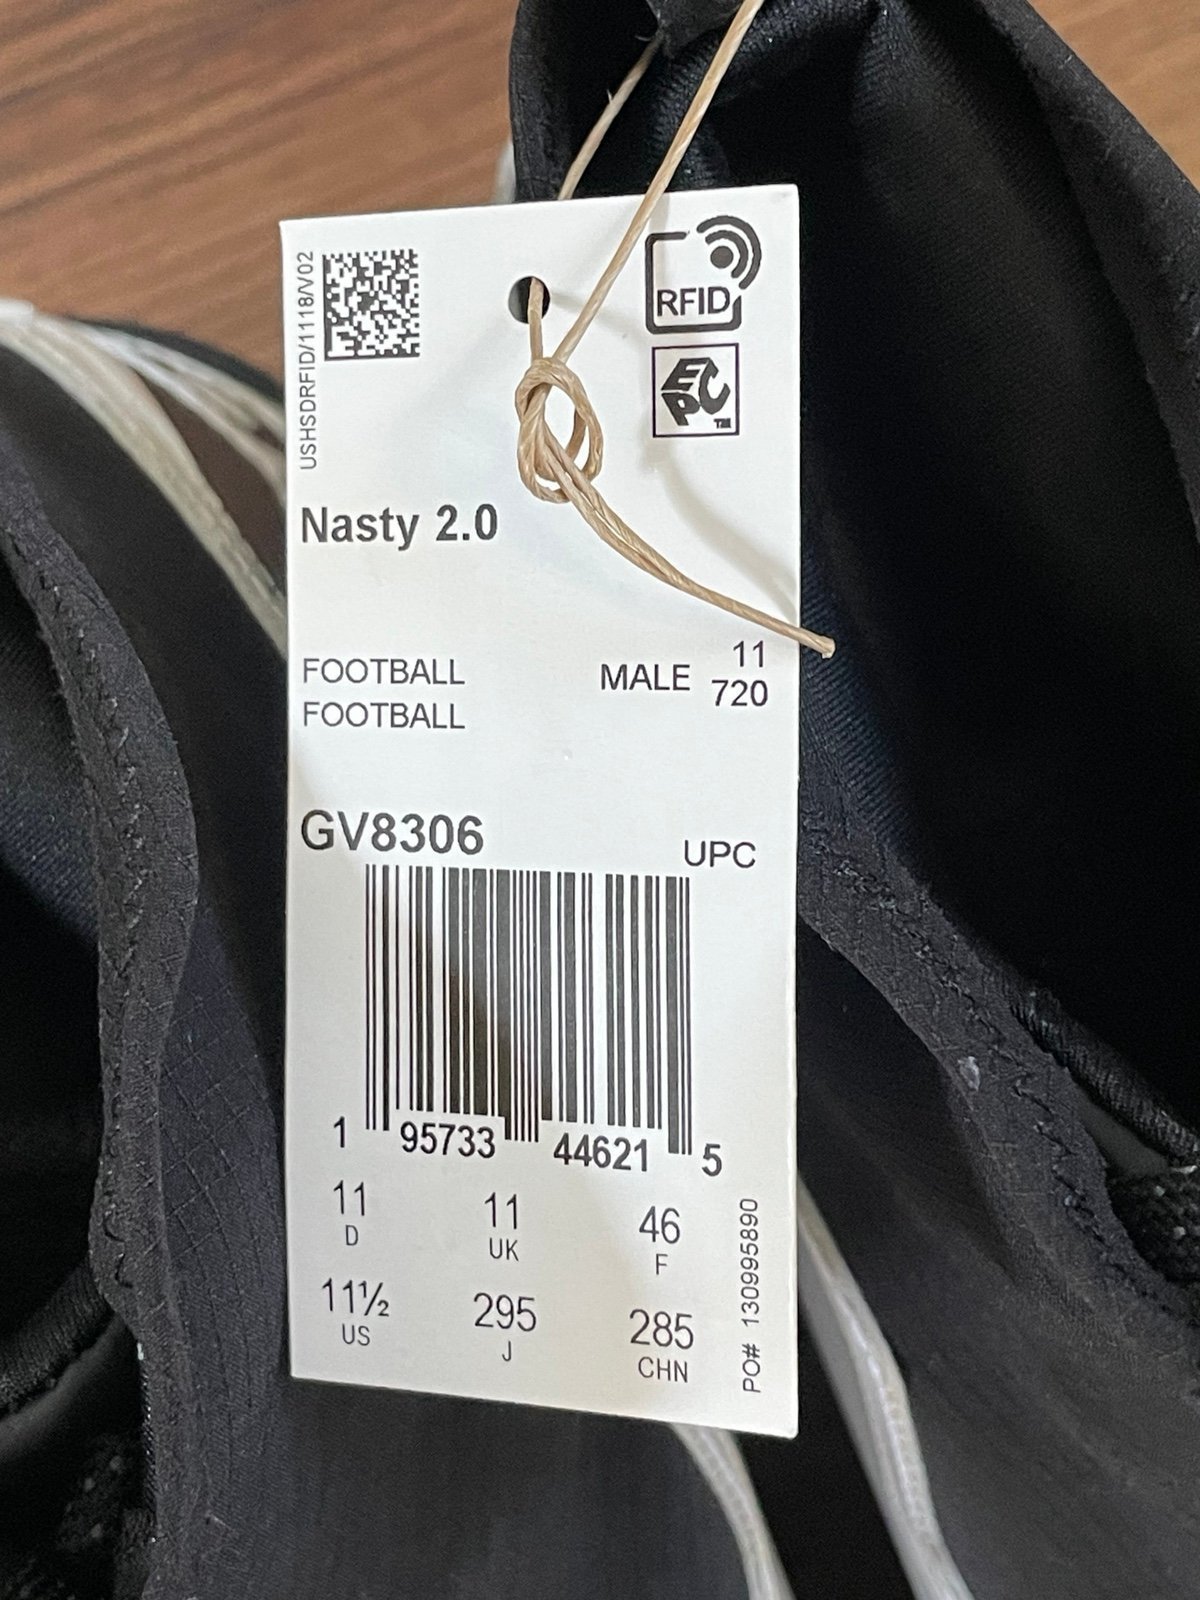 USHSDRFID/1118/V02
RFID
EPC TM
Nasty 2.0
FOOTBALL
FOOTBALL
MALE
11
720
GV8306
UPC
1 95733 44621 5
11 11 46
D UK F
11½ 295 285
US J CHN
PO# 130995890